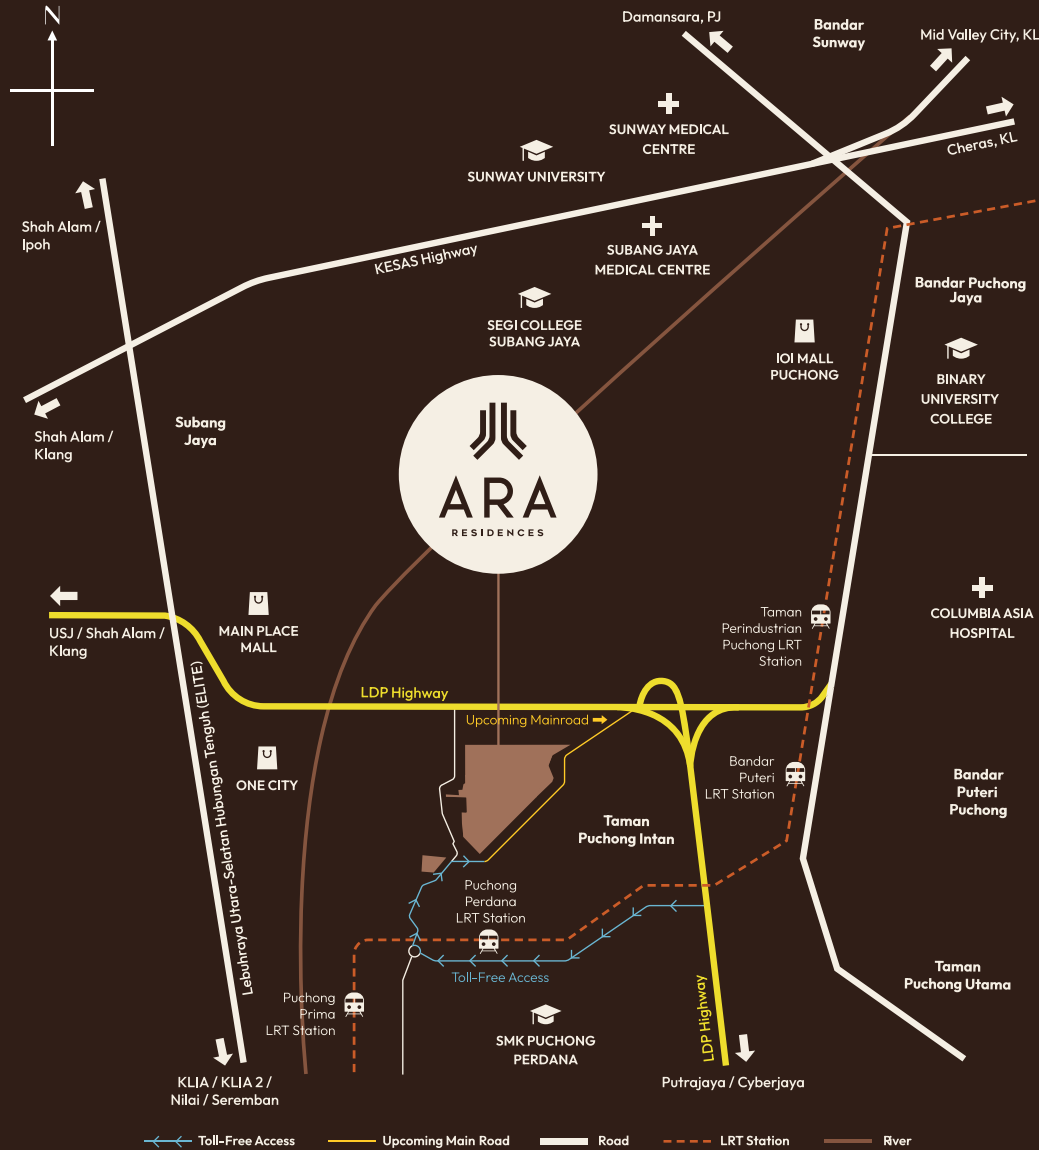 N
Damansara, PJ
Bandar
Sunway
Mid Valley City, KL
SUNWAY MEDICAL
CENTRE
Cheras, KL
SUNWAY UNIVERSITY
Shah Alam /
Ipoh
KESAS Highway
SUBANG JAYA
MEDICAL CENTRE
Bandar Puchong
Jaya
SEGI COLLEGE
SUBANG JAYA
IOI MALL
PUCHONG
BINARY
UNIVERSITY
COLLEGE
Shah Alam /
Klang
Subang
Jaya
ARA
RESIDENCES
USJ / Shah Alam /
Klang
MAIN PLACE
MALL
Taman
Perindustrian
Puchong LRT
Station
COLUMBIA ASIA
HOSPITAL
LDP Highway
Upcoming Mainroad
Lebuhraya Utara-Selatan Hubungan Tenguh (ELITE)
ONE CITY
Bandar
Puteri
LRT Station
Bandar
Puteri
Puchong
Taman
Puchong Intan
Puchong
Perdana
LRT Station
Toll-Free Access
Taman
Puchong Utama
Puchong
Prima
LRT Station
SMK PUCHONG
PERDANA
LDP Highway
KLIA / KLIA 2 /
Nilai / Seremban
Putrajaya / Cyberjaya
Toll-Free Access
Upcoming Main Road
Road
LRT Station
River